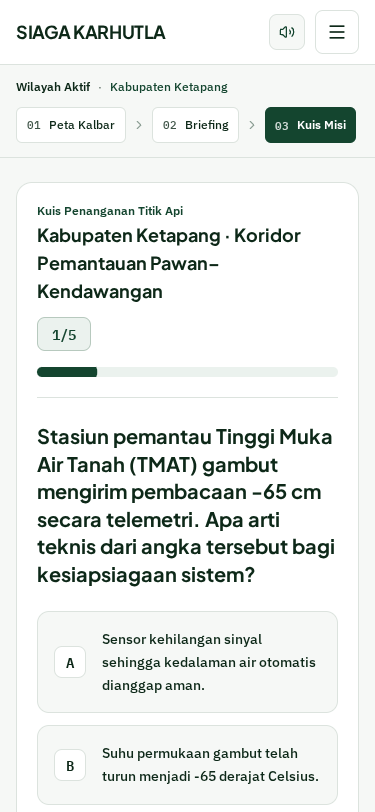 SIAGA KARHUTLA
Wilayah Aktif · Kabupaten Ketapang
01 Peta Kalbar
02 Briefing
03 Kuis Misi
Kuis Penanganan Titik Api
Kabupaten Ketapang · Koridor
Pemantauan Pawan–
Kendawangan
1/5
Stasiun pemantau Tinggi Muka
Air Tanah (TMAT) gambut
mengirim pembacaan -65 cm
secara telemetri. Apa arti
teknis dari angka tersebut bagi
kesiapsiagaan sistem?
A
Sensor kehilangan sinyal
sehingga kedalaman air otomatis
dianggap aman.
B
Suhu permukaan gambut telah
turun menjadi -65 derajat Celsius.